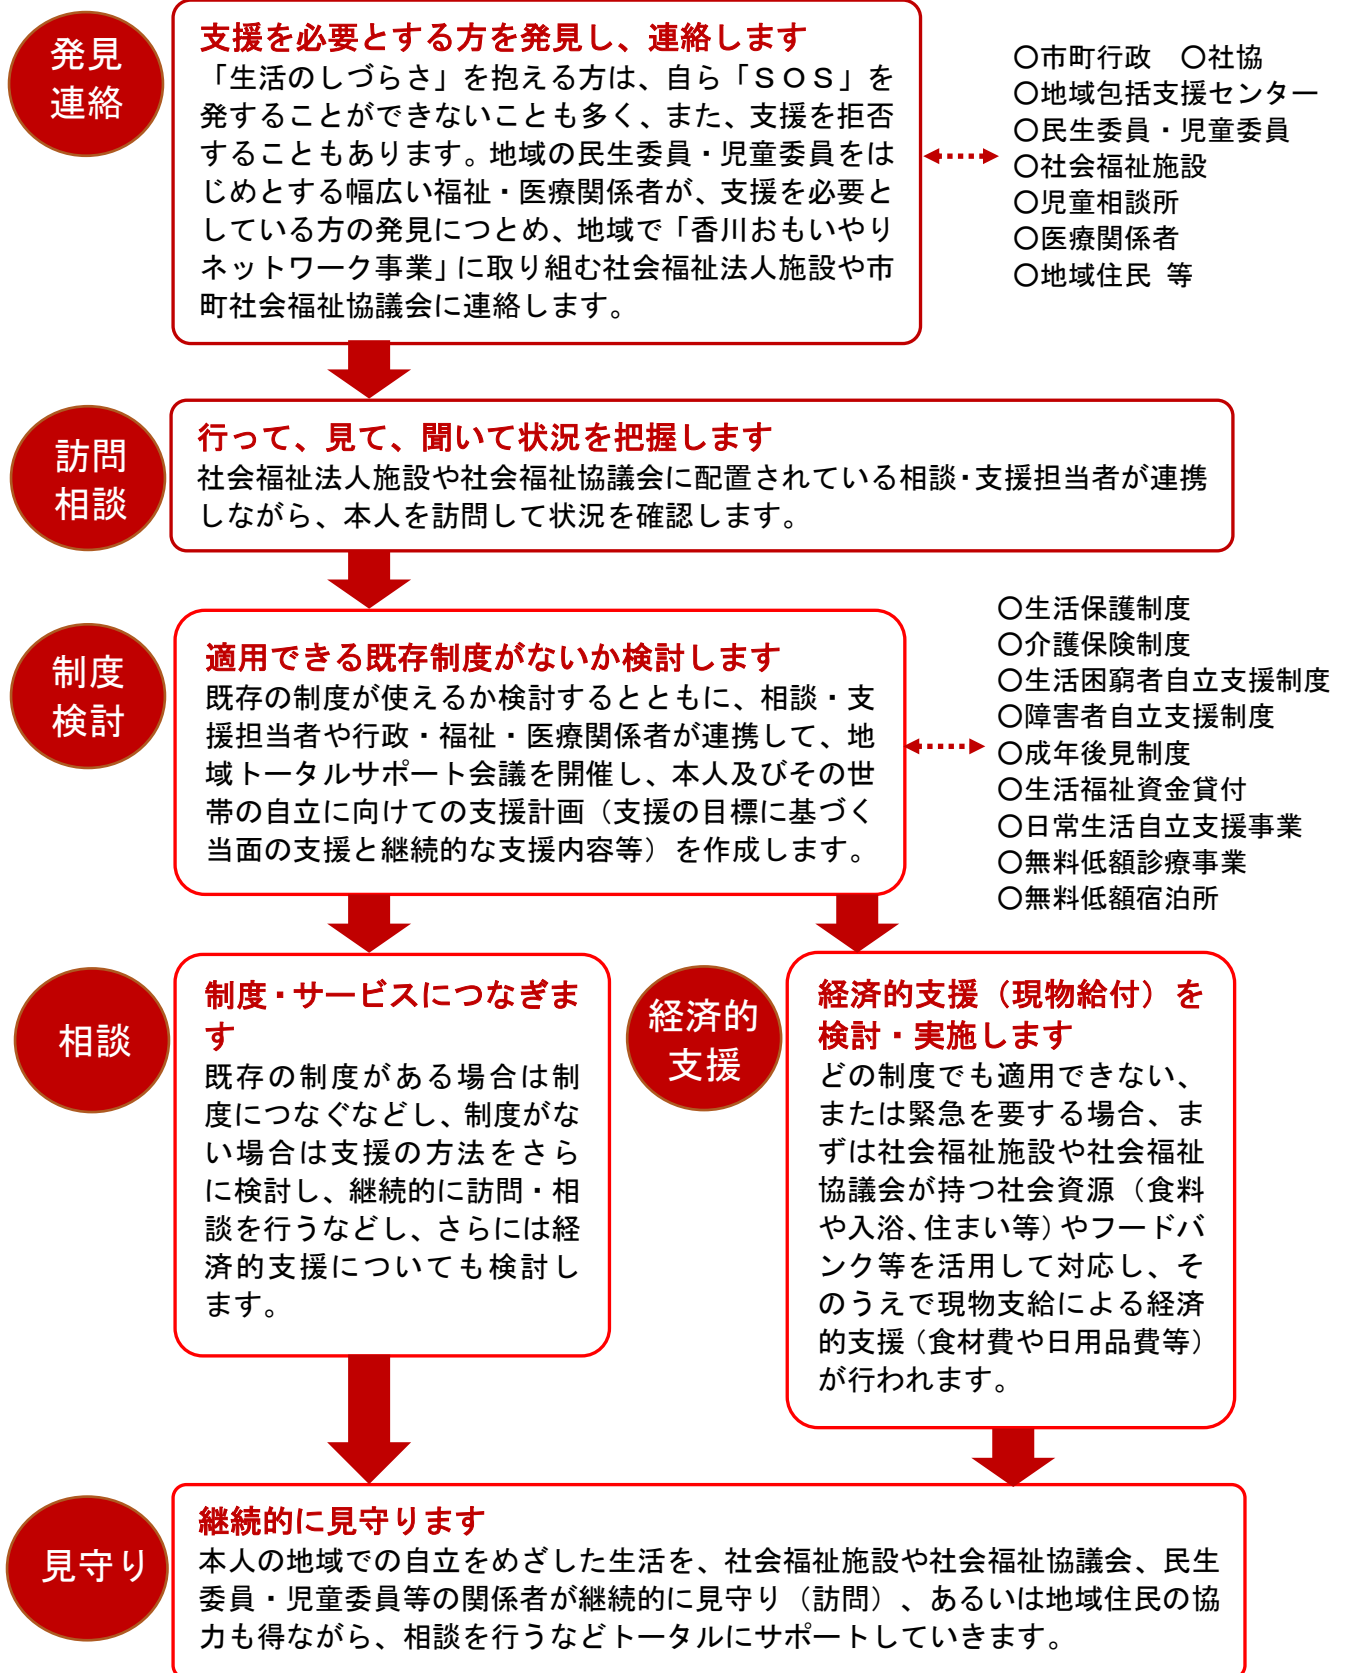 発見
連絡
支援を必要とする方を発見し、連絡します
「生活のしづらさ」を抱える方は、自ら「ＳＯＳ」を
発することができないことも多く、また、支援を拒否
することもあります。地域の民生委員・児童委員をは
じめとする幅広い福祉・医療関係者が、支援を必要と
している方の発見につとめ、地域で「香川おもいやり
ネットワーク事業」に取り組む社会福祉法人施設や市
町社会福祉協議会に連絡します。
〇市町行政　〇社協
〇地域包括支援センター
〇民生委員・児童委員
〇社会福祉施設
〇児童相談所
〇医療関係者
〇地域住民 等
訪問
相談
行って、見て、聞いて状況を把握します
社会福祉法人施設や社会福祉協議会に配置されている相談・支援担当者が連携
しながら、本人を訪問して状況を確認します。
制度
検討
適用できる既存制度がないか検討します
既存の制度が使えるか検討するとともに、相談・支
援担当者や行政・福祉・医療関係者が連携して、地
域トータルサポート会議を開催し、本人及びその世
帯の自立に向けての支援計画（支援の目標に基づく
当面の支援と継続的な支援内容等）を作成します。
〇生活保護制度
〇介護保険制度
〇生活困窮者自立支援制度
〇障害者自立支援制度
〇成年後見制度
〇生活福祉資金貸付
〇日常生活自立支援事業
〇無料低額診療事業
〇無料低額宿泊所
相談
制度・サービスにつなぎま
す
既存の制度がある場合は制
度につなぐなどし、制度がな
い場合は支援の方法をさら
に検討し、継続的に訪問・相
談を行うなどし、さらには経
済的支援についても検討し
ます。
経済的
支援
経済的支援（現物給付）を
検討・実施します
どの制度でも適用できない、
または緊急を要する場合、ま
ずは社会福祉施設や社会福祉
協議会が持つ社会資源（食料
や入浴、住まい等）やフードバ
ンク等を活用して対応し、そ
のうえで現物支給による経済
的支援（食材費や日用品費等）
が行われます。
見守り
継続的に見守ります
本人の地域での自立をめざした生活を、社会福祉施設や社会福祉協議会、民生
委員・児童委員等の関係者が継続的に見守り（訪問）、あるいは地域住民の協
力も得ながら、相談を行うなどトータルにサポートしていきます。